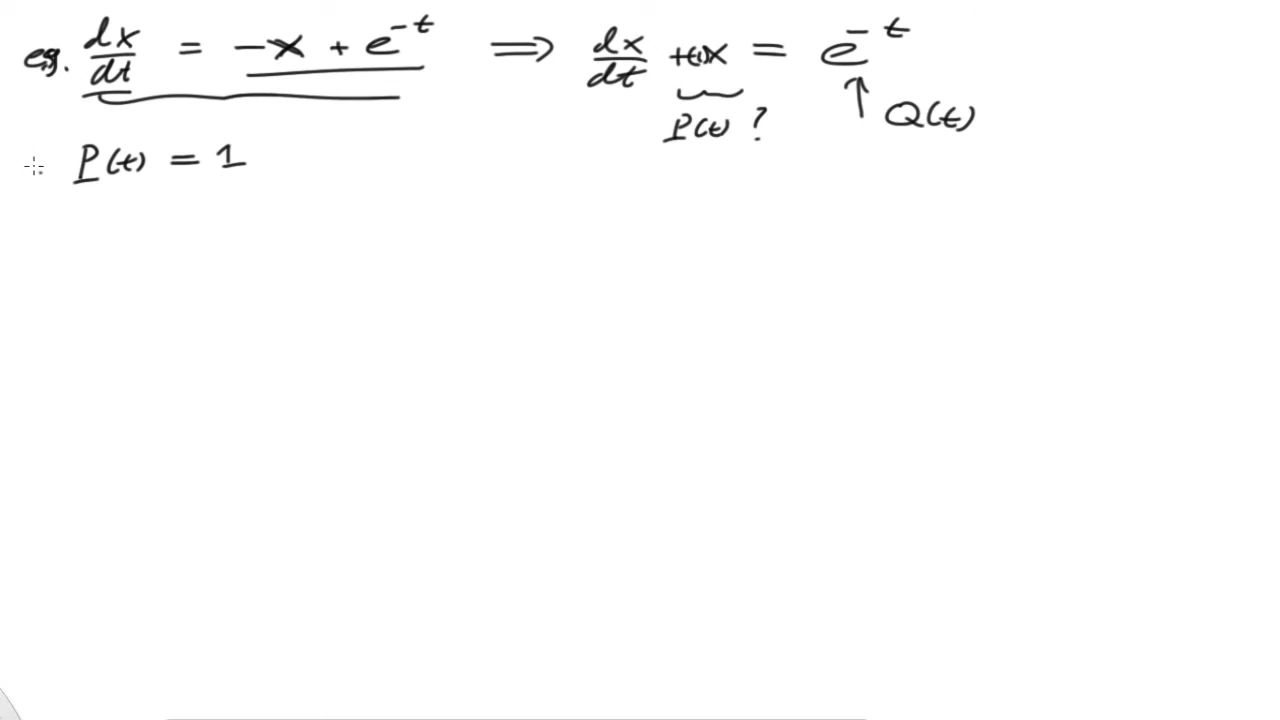 e.g. dx/dt = -x + e^{-t} ⟹ dx/dt +(1)x = e^{-t}
P(t) ? ↑ Q(t)
P(t) = 1